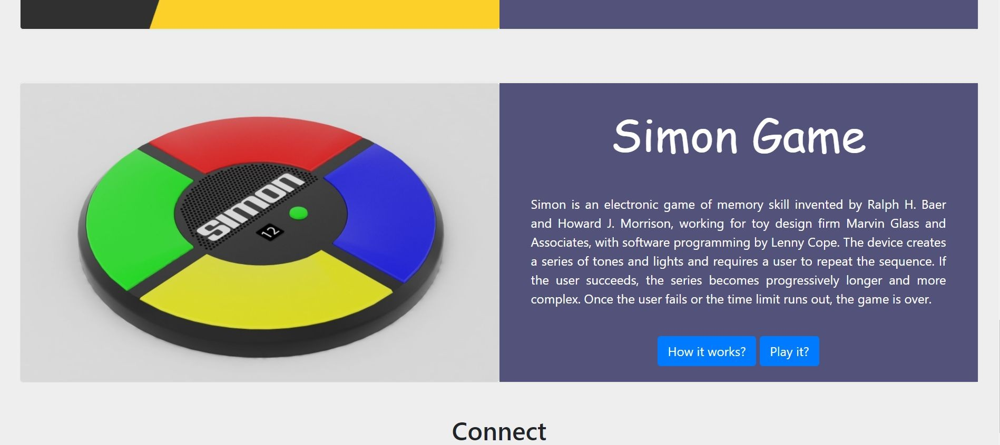 simon
12
Simon Game
Simon is an electronic game of memory skill invented by Ralph H. Baer
and Howard J. Morrison, working for toy design firm Marvin Glass and
Associates, with software programming by Lenny Cope. The device creates
a series of tones and lights and requires a user to repeat the sequence. If
the user succeeds, the series becomes progressively longer and more
complex. Once the user fails or the time limit runs out, the game is over.
How it works? Play it?
Connect